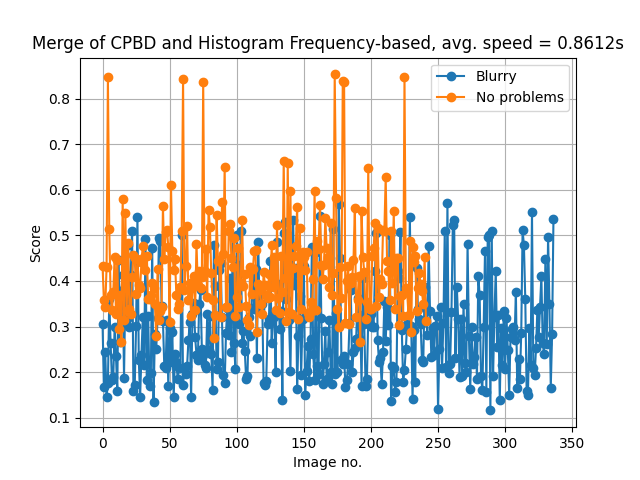 Merge of CPBD and Histogram Frequency-based, avg. speed = 0.8612s
Blurry
No problems
Score
0.8
0.7
0.6
0.5
0.4
0.3
0.2
0.1
0 50 100 150 200 250 300 350
Image no.